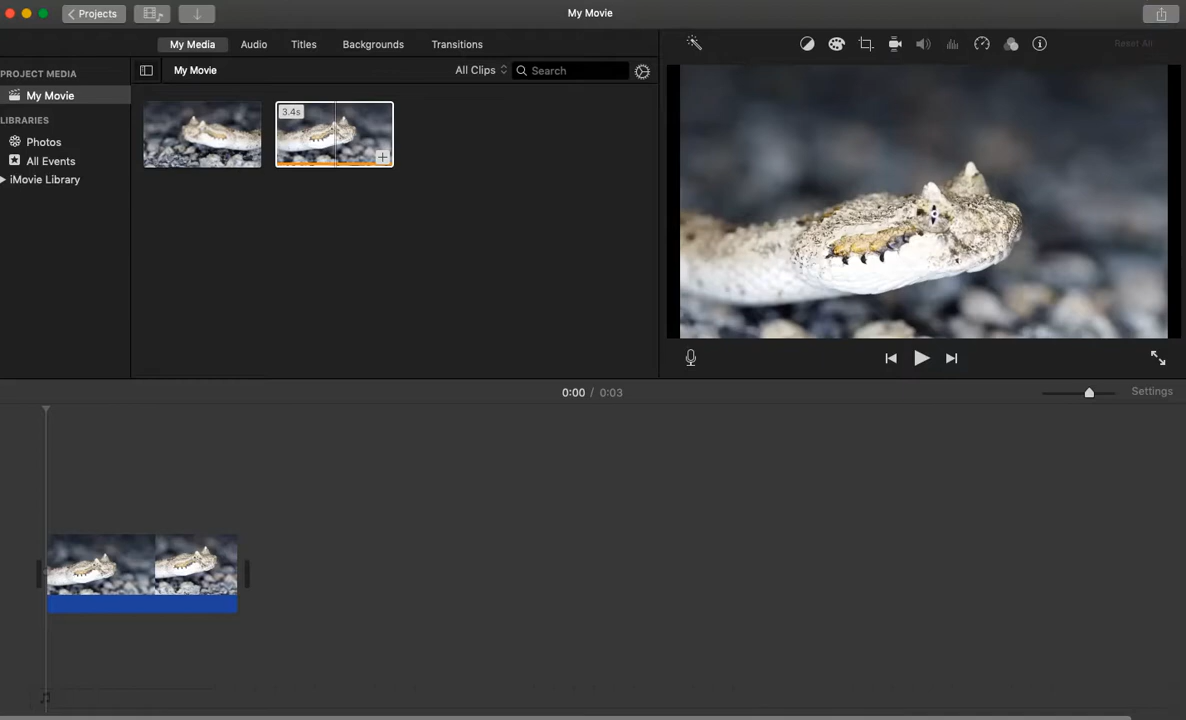 Projects
My Movie
My Media
Audio
Titles
Backgrounds
Transitions
Reset All
PROJECT MEDIA
My Movie
LIBRARIES
Photos
All Events
iMovie Library
My Movie
All Clips
Search
3.4s
0:00 / 0:03
Settings